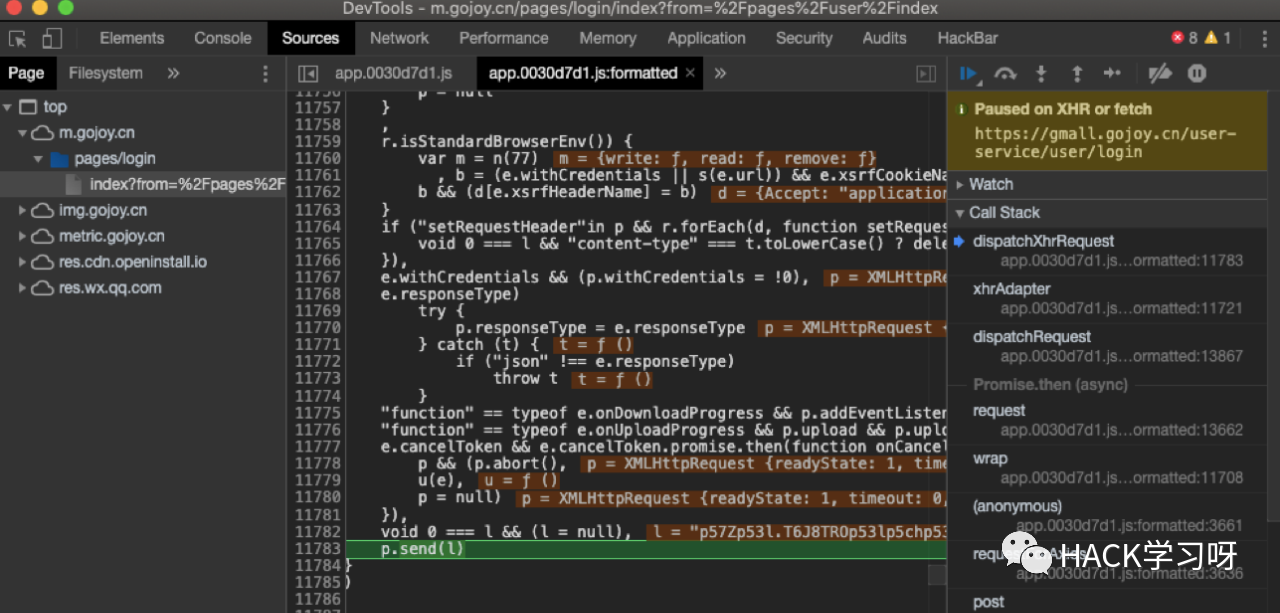 DevTools - m.gojoy.cn/pages/login/index?from=%2Fpages%2Fuser%2Findex
Elements Console Sources Network Performance Memory Application Security Audits HackBar 8 1
Page Filesystem »
app.0030d7d1.js app.0030d7d1.js:formatted × »
top
m.gojoy.cn
pages/login
index?from=%2Fpages%2F
img.gojoy.cn
metric.gojoy.cn
res.cdn.openinstall.io
res.wx.qq.com
11756 p = null
11757 }
11758 ,
11759 r.isStandardBrowserEnv()) {
11760 var m = n(77) m = {write: ƒ, read: ƒ, remove: ƒ}
11761 , b = (e.withCredentials || s(e.url)) && e.xsrfCookieNa
11762 b && (d[e.xsrfHeaderName] = b) d = {Accept: "application
11763 }
11764 if ("setRequestHeader"in p && r.forEach(d, function setReques
11765 void 0 === l && "content-type" === t.toLowerCase() ? dele
11766 }),
11767 e.withCredentials && (p.withCredentials = !0), p = XMLHttpRe
11768 e.responseType)
11769 try {
11770 p.responseType = e.responseType p = XMLHttpRequest {
11771 } catch (t) { t = ƒ ()
11772 if ("json" !== e.responseType)
11773 throw t t = ƒ ()
11774 }
11775 "function" == typeof e.onDownloadProgress && p.addEventListen
11776 "function" == typeof e.onUploadProgress && p.upload && p.uplo
11777 e.cancelToken && e.cancelToken.promise.then(function onCancel
11778 p && (p.abort(), p = XMLHttpRequest {readyState: 1, time
11779 u(e), u = ƒ ()
11780 p = null) p = XMLHttpRequest {readyState: 1, timeout: 0,
11781 }),
11782 void 0 === l && (l = null), l = "p57Zp53l.T6J8TROp53lp5chp53
11783 p.send(l)
11784 }
11785 )
11786
Paused on XHR or fetch
https://gmall.gojoy.cn/user-
service/user/login
Watch
Call Stack
dispatchXhrRequest
app.0030d7d1.js…ormatted:11783
xhrAdapter
app.0030d7d1.js…ormatted:11721
dispatchRequest
app.0030d7d1.js…ormatted:13867
Promise.then (async)
request
app.0030d7d1.js…ormatted:13662
wrap
app.0030d7d1.js…ormatted:11708
(anonymous)
app.0030d7d1.js…formatted:3661
app.0030d7d1.js…formatted:3636
post
HACK学习呀